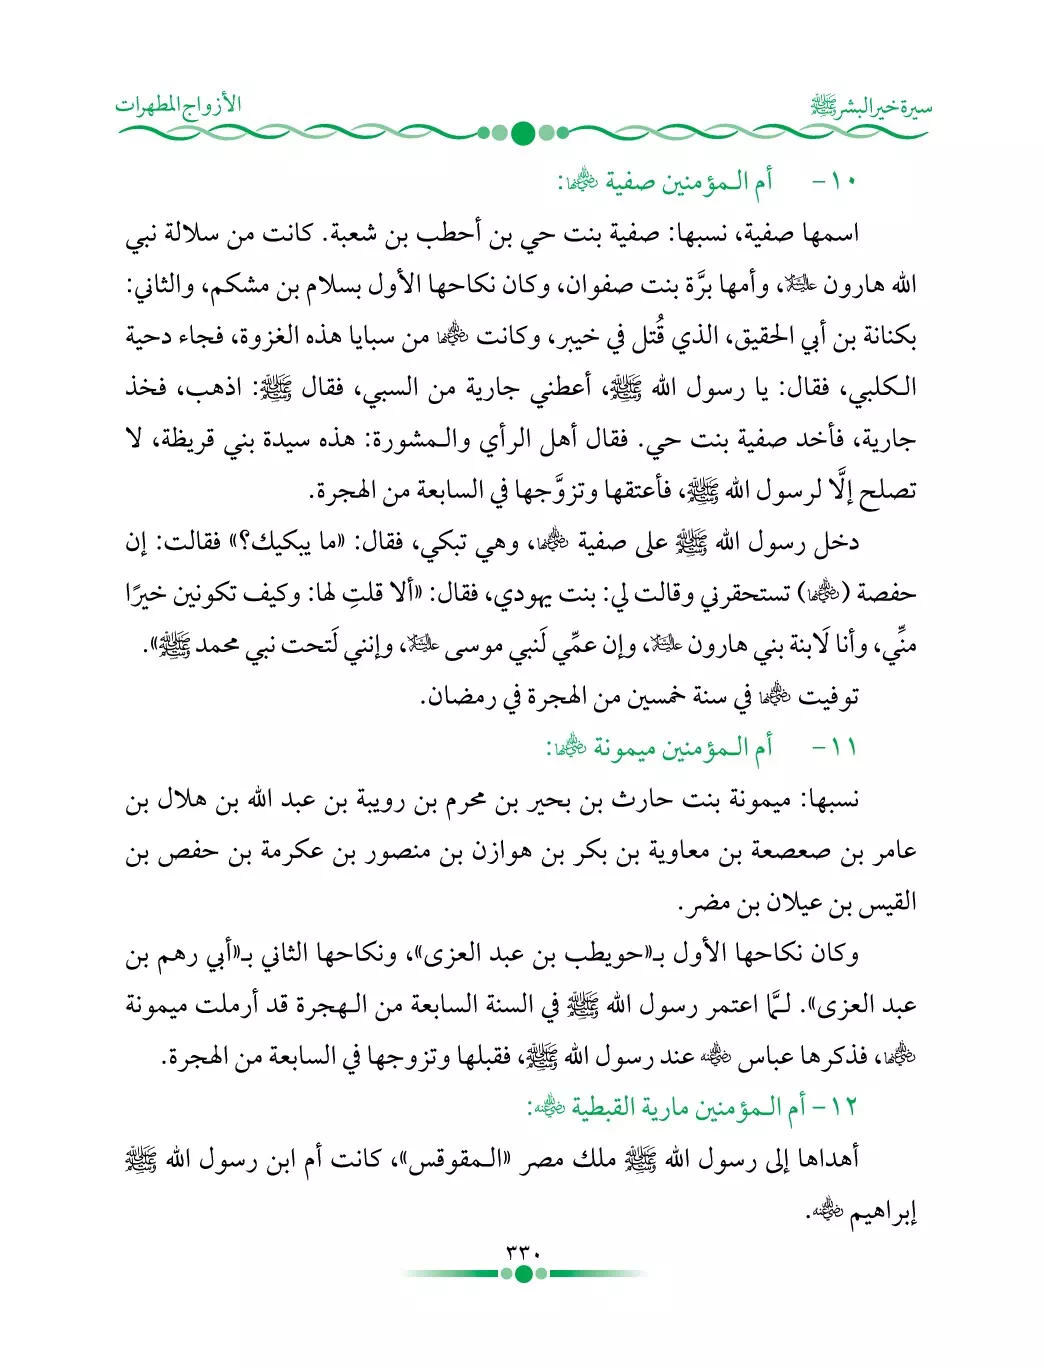 سيرة خير البشر ﷺ
الأزواج المطهرات
١٠- أم الـمؤمنين صفية رضي الله عنها:
اسمها صفية، نسبها: صفية بنت حي بن أحطب بن شعبة. كانت من سلالة نبي
الله هارون عليه السلام، وأمها برَّة بنت صفوان، وكان نكاحها الأول بسلام بن مشكم، والثاني:
بكنانة بن أبي الحقيق، الذي قُتل في خيبر، وكانت رضي الله عنها من سبايا هذه الغزوة، فجاء دحية
الـكلبي، فقال: يا رسول الله ﷺ، أعطني جارية من السبي، فقال ﷺ: اذهب، فخذ
جارية، فأخد صفية بنت حي. فقال أهل الرأي والـمشورة: هذه سيدة بني قريظة، لا
تصلح إلَّا لرسول الله ﷺ، فأعتقها وتزوَّجها في السابعة من الهجرة.
دخل رسول الله ﷺ على صفية رضي الله عنها، وهي تبكي، فقال: «ما يبكيك؟» فقالت: إن
حفصة (رضي الله عنها) تستحقرني وقالت لي: بنت يهودي، فقال: «ألا قلتِ لها: وكيف تكونين خيرًا
منِّي، وأنا لَابنة بني هارون عليه السلام، وإن عمِّي لَنبي موسى عليه السلام، وإنني لَتحت نبي محمد ﷺ».
توفيت رضي الله عنها في سنة خمسين من الهجرة في رمضان.
١١- أم الـمؤمنين ميمونة رضي الله عنها:
نسبها: ميمونة بنت حارث بن بحير بن محرم بن رويبة بن عبد الله بن هلال بن
عامر بن صعصعة بن معاوية بن بكر بن هوازن بن منصور بن عكرمة بن حفص بن
القيس بن عيلان بن مضر.
وكان نكاحها الأول بـ«حويطب بن عبد العزى»، ونكاحها الثاني بـ«أبي رهم بن
عبد العزى». لـمَّا اعتمر رسول الله ﷺ في السنة السابعة من الـهجرة قد أرملت ميمونة
رضي الله عنها، فذكرها عباس رضي الله عنه عند رسول الله ﷺ، فقبلها وتزوجها في السابعة من الهجرة.
١٢- أم الـمؤمنين مارية القبطية رضي الله عنه:
أهداها إلى رسول الله ﷺ ملك مصر «الـمقوقس»، كانت أم ابن رسول الله ﷺ
إبراهيم رضي الله عنه.
٣٣٠